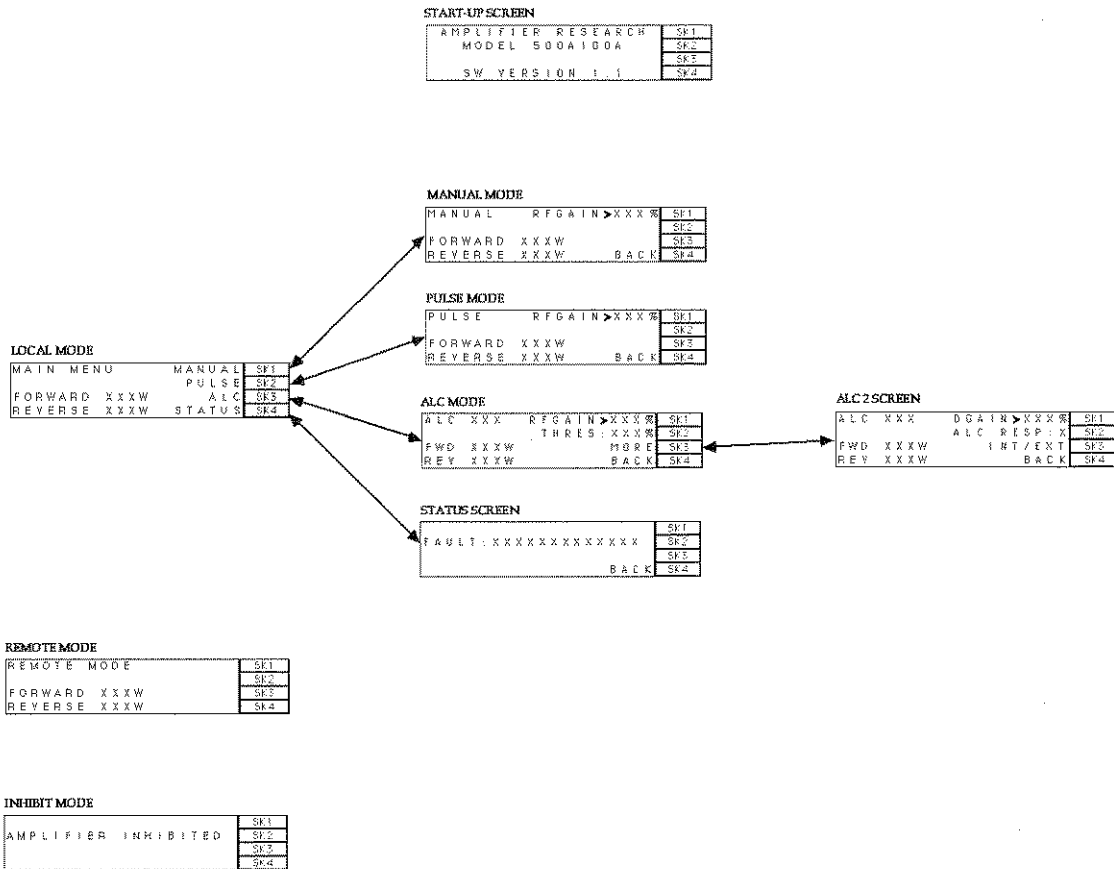 START-UP SCREEN
AMPLIFIER RESEARCH SK1
MODEL 500A100A SK2
SK3
SW VERSION 1.1 SK4
MANUAL MODE
MANUAL RFGAIN>XXX% SK1
SK2
FORWARD XXXW SK3
REVERSE XXXW BACK SK4
PULSE MODE
PULSE RFGAIN>XXX% SK1
SK2
FORWARD XXXW SK3
REVERSE XXXW BACK SK4
LOCAL MODE
MAIN MENU MANUAL SK1
PULSE SK2
FORWARD XXXW ALC SK3
REVERSE XXXW STATUS SK4
ALC MODE
ALC XXX RFGAIN>XXX% SK1
THRES:XXX% SK2
FWD XXXW MORE SK3
REV XXXW BACK SK4
ALC 2 SCREEN
ALC XXX DGAIN>XXX% SK1
ALC RESP:X SK2
FWD XXXW INT/EXT SK3
REV XXXW BACK SK4
STATUS SCREEN
SK1
FAULT:XXXXXXXXXXXXX SK2
SK3
BACK SK4
REMOTE MODE
REMOTE MODE SK1
SK2
FORWARD XXXW SK3
REVERSE XXXW SK4
INHIBIT MODE
SK1
AMPLIFIER INHIBITED SK2
SK3
SK4